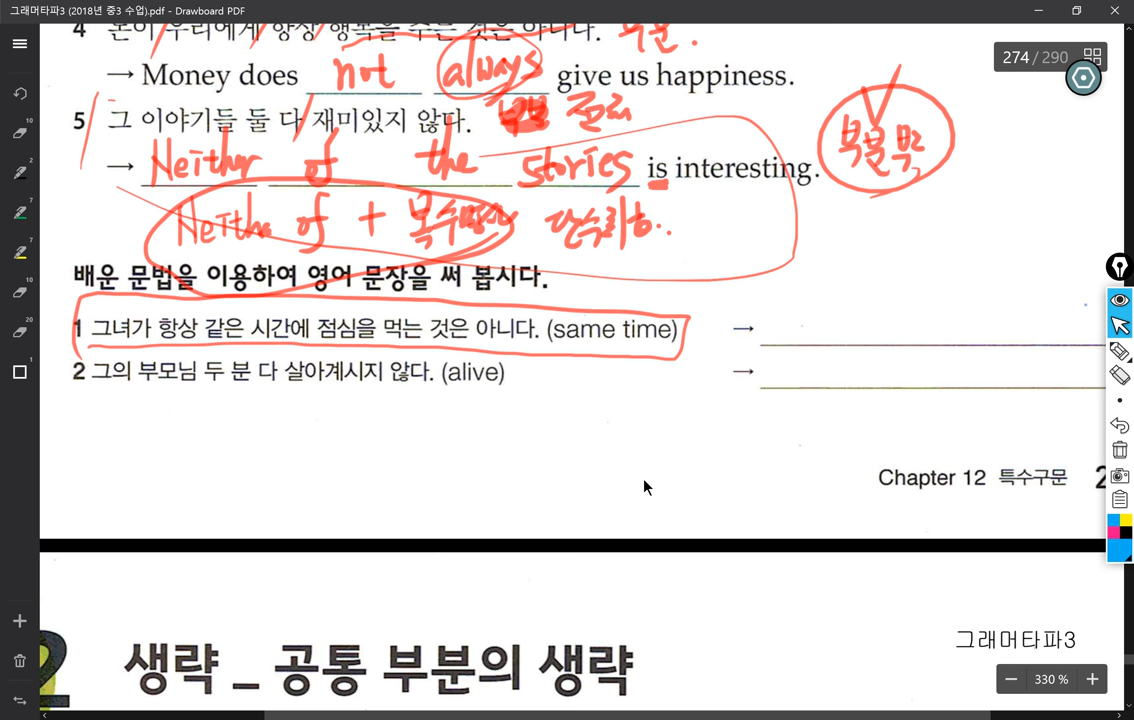 그래머타파3 (2018년 중3 수업).pdf - Drawboard PDF
274 / 290
4 돈이 우리에게 항상 행복을 주는 것은 아니다. 부분.
→ Money does not always give us happiness.
5 그 이야기들 둘 다 재미있지 않다. 전체
→ Neither of the stories is interesting.
Neither of + 복수명사 단수취급..
배운 문법을 이용하여 영어 문장을 써 봅시다.
1 그녀가 항상 같은 시간에 점심을 먹는 것은 아니다. (same time) →
2 그의 부모님 두 분 다 살아계시지 않다. (alive) →
Chapter 12 특수구문 2
2 생략 _ 공통 부분의 생략
그래머타파3
330 %